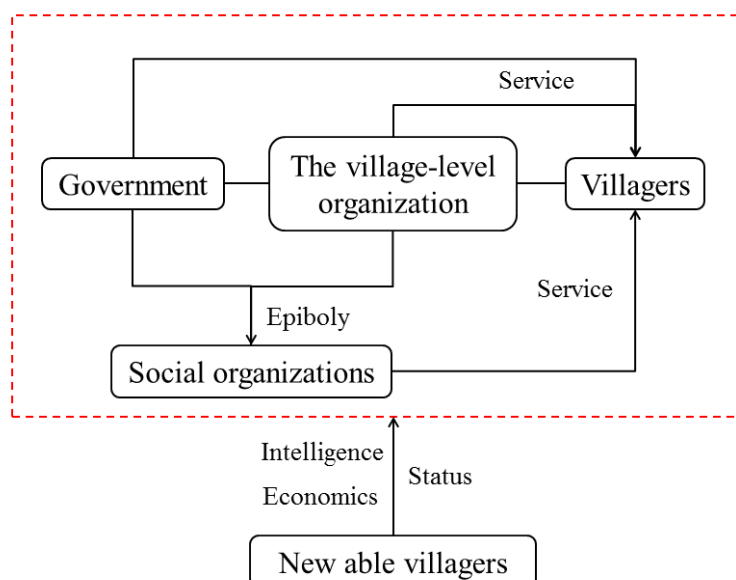 Service
Government
The village-level
organization
Villagers
Service
Epiboly
Social organizations
Intelligence
Status
Economics
New able villagers